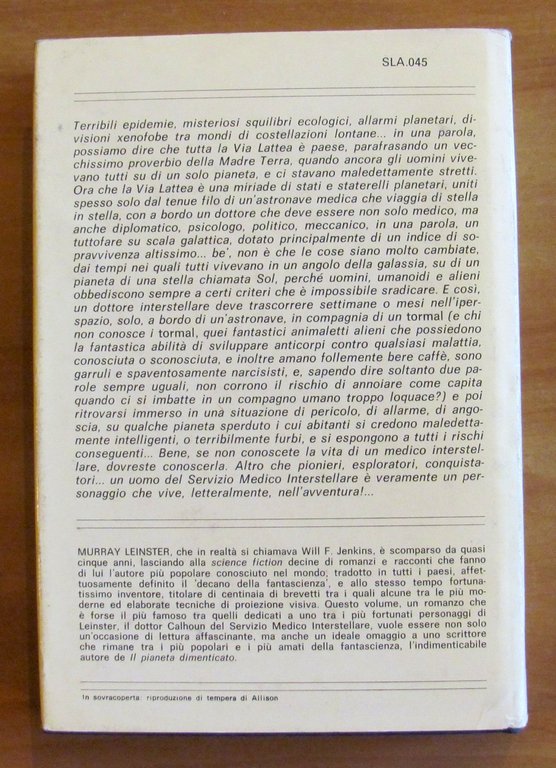 SLA.045
Terribili epidemie, misteriosi squilibri ecologici, allarmi planetari, di-
visioni xenofobe tra mondi di costellazioni lontane... in una parola,
possiamo dire che tutta la Via Lattea è paese, parafrasando un vec-
chissimo proverbio della Madre Terra, quando ancora gli uomini vive-
vano tutti su di un solo pianeta, e ci stavano maledettamente stretti.
Ora che la Via Lattea è una miriade di stati e staterelli planetari, uniti
spesso solo dal tenue filo di un'astronave medica che viaggia di stella
in stella, con a bordo un dottore che deve essere non solo medico, ma
anche diplomatico, psicologo, politico, meccanico, in una parola, un
tuttofare su scala galattica, dotato principalmente di un indice di so-
pravvivenza altissimo... be', non è che le cose siano molto cambiate,
dai tempi nei quali tutti vivevano in un angolo della galassia, su di un
pianeta di una stella chiamata Sol, perché uomini, umanoidi e alieni
obbediscono sempre a certi criteri che è impossibile sradicare. E così,
un dottore interstellare deve trascorrere settimane o mesi nell'iper-
spazio, solo, a bordo di un'astronave, in compagnia di un tormal (e chi
non conosce i tormal, quei fantastici animaletti alieni che possiedono
la fantastica abilità di sviluppare anticorpi contro qualsiasi malattia,
conosciuta o sconosciuta, e inoltre amano follemente bere caffè, sono
garruli e spaventosamente narcisisti, e, sapendo dire soltanto due pa-
role sempre uguali, non corrono il rischio di annoiare come capita
quando ci si imbatte in un compagno umano troppo loquace?) e poi
ritrovarsi immerso in una situazione di pericolo, di allarme, di ango-
scia, su qualche pianeta sperduto i cui abitanti si credono maledetta-
mente intelligenti, o terribilmente furbi, e si espongono a tutti i rischi
conseguenti... Bene, se non conoscete la vita di un medico interstel-
lare, dovreste conoscerla. Altro che pionieri, esploratori, conquista-
tori... un uomo del Servizio Medico Interstellare è veramente un per-
sonaggio che vive, letteralmente, nell'avventura!...
MURRAY LEINSTER, che in realtà si chiamava Will F. Jenkins, è scomparso da quasi
cinque anni, lasciando alla science fiction decine di romanzi e racconti che fanno
di lui l'autore più popolare conosciuto nel mondo; tradotto in tutti i paesi, affet-
tuosamente definito il 'decano della fantascienza', e allo stesso tempo fortuna-
tissimo inventore, titolare di centinaia di brevetti tra i quali alcune tra le più mo-
derne ed elaborate tecniche di proiezione visiva. Questo volume, un romanzo che
è forse il più famoso tra quelli dedicati a uno tra i più fortunati personaggi di
Leinster, il dottor Calhoun del Servizio Medico Interstellare, vuole essere non solo
un'occasione di lettura affascinante, ma anche un ideale omaggio a uno scrittore
che rimane tra i più popolari e i più amati della fantascienza, l'indimenticabile
autore de Il pianeta dimenticato.
In sovracoperta: riproduzione di tempera di Allison